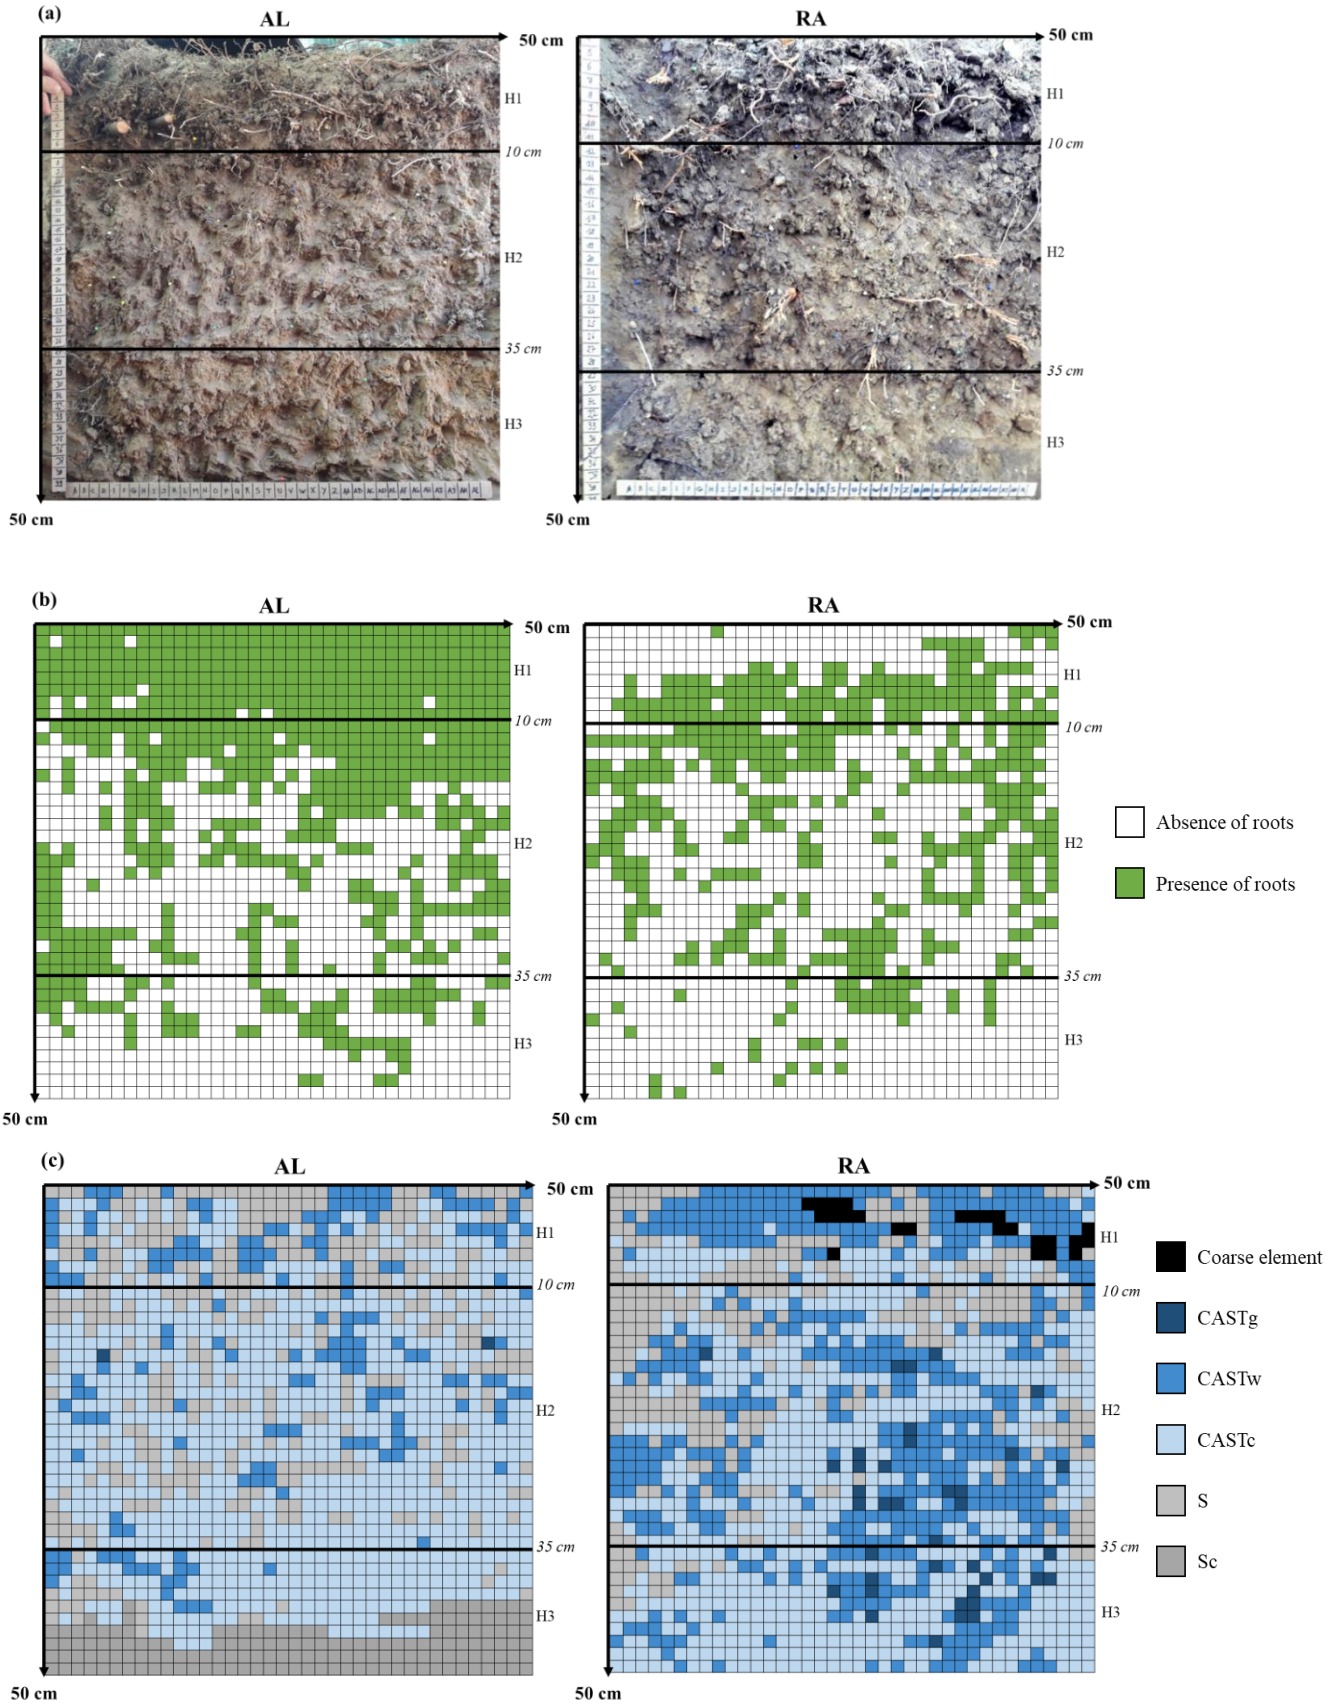 (a)
AL
RA
50 cm
50 cm
H1
H1
10 cm
10 cm
H2
H2
35 cm
35 cm
H3
H3
50 cm
50 cm
(b)
AL
RA
50 cm
50 cm
H1
H1
10 cm
10 cm
Absence of roots
H2
H2
Presence of roots
35 cm
35 cm
H3
H3
50 cm
50 cm
(c)
AL
RA
50 cm
50 cm
H1
H1
Coarse element
10 cm
10 cm
CASTg
CASTw
H2
H2
CASTc
S
35 cm
35 cm
Sc
H3
H3
50 cm
50 cm